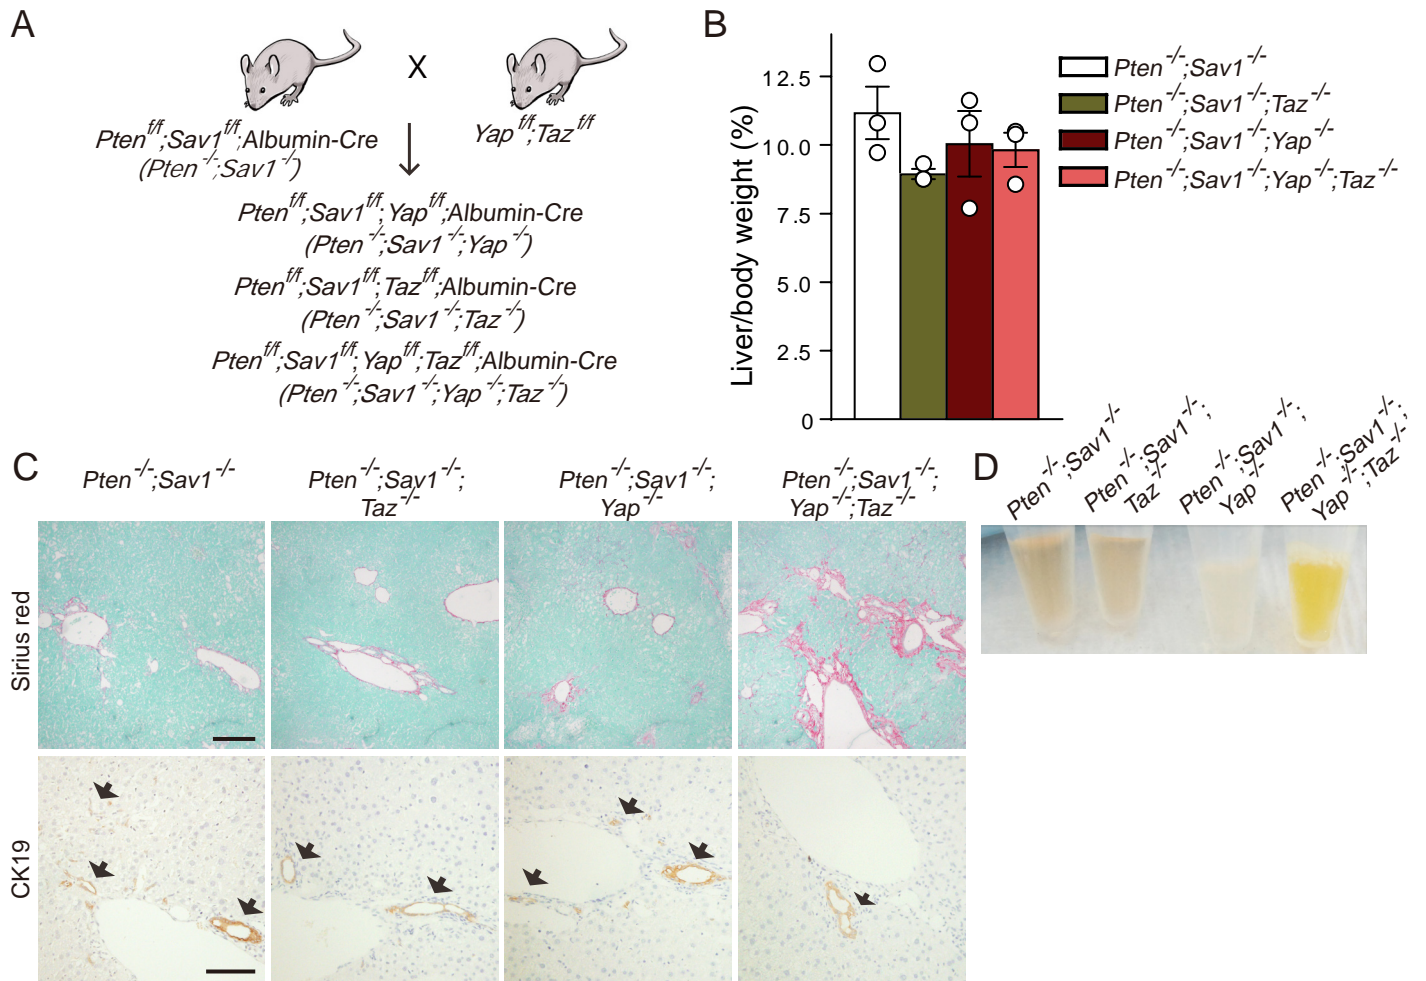 A
X
Pten^f/f;Sav1^f/f;Albumin-Cre
(Pten^-/-;Sav1^-/-)
Yap^f/f;Taz^f/f
Pten^f/f;Sav1^f/f;Yap^f/f;Albumin-Cre
(Pten^-/-;Sav1^-/-;Yap^-/-)
Pten^f/f;Sav1^f/f;Taz^f/f;Albumin-Cre
(Pten^-/-;Sav1^-/-;Taz^-/-)
Pten^f/f;Sav1^f/f;Yap^f/f;Taz^f/f;Albumin-Cre
(Pten^-/-;Sav1^-/-;Yap^-/-;Taz^-/-)
B
Liver/body weight (%)
12.5
10.0
7.5
5.0
2.5
0
Pten^-/-;Sav1^-/-
Pten^-/-;Sav1^-/-;Taz^-/-
Pten^-/-;Sav1^-/-;Yap^-/-
Pten^-/-;Sav1^-/-;Yap^-/-;Taz^-/-
C
Pten^-/-;Sav1^-/-
Pten^-/-;Sav1^-/-;
Taz^-/-
Pten^-/-;Sav1^-/-;
Yap^-/-
Pten^-/-;Sav1^-/-;
Yap^-/-;Taz^-/-
Sirius red
CK19
D
Pten^-/-;Sav1^-/-
Pten^-/-;Sav1^-/-;
Taz^-/-
Pten^-/-;Sav1^-/-;
Yap^-/-
Pten^-/-;Sav1^-/-;
Yap^-/-;Taz^-/-